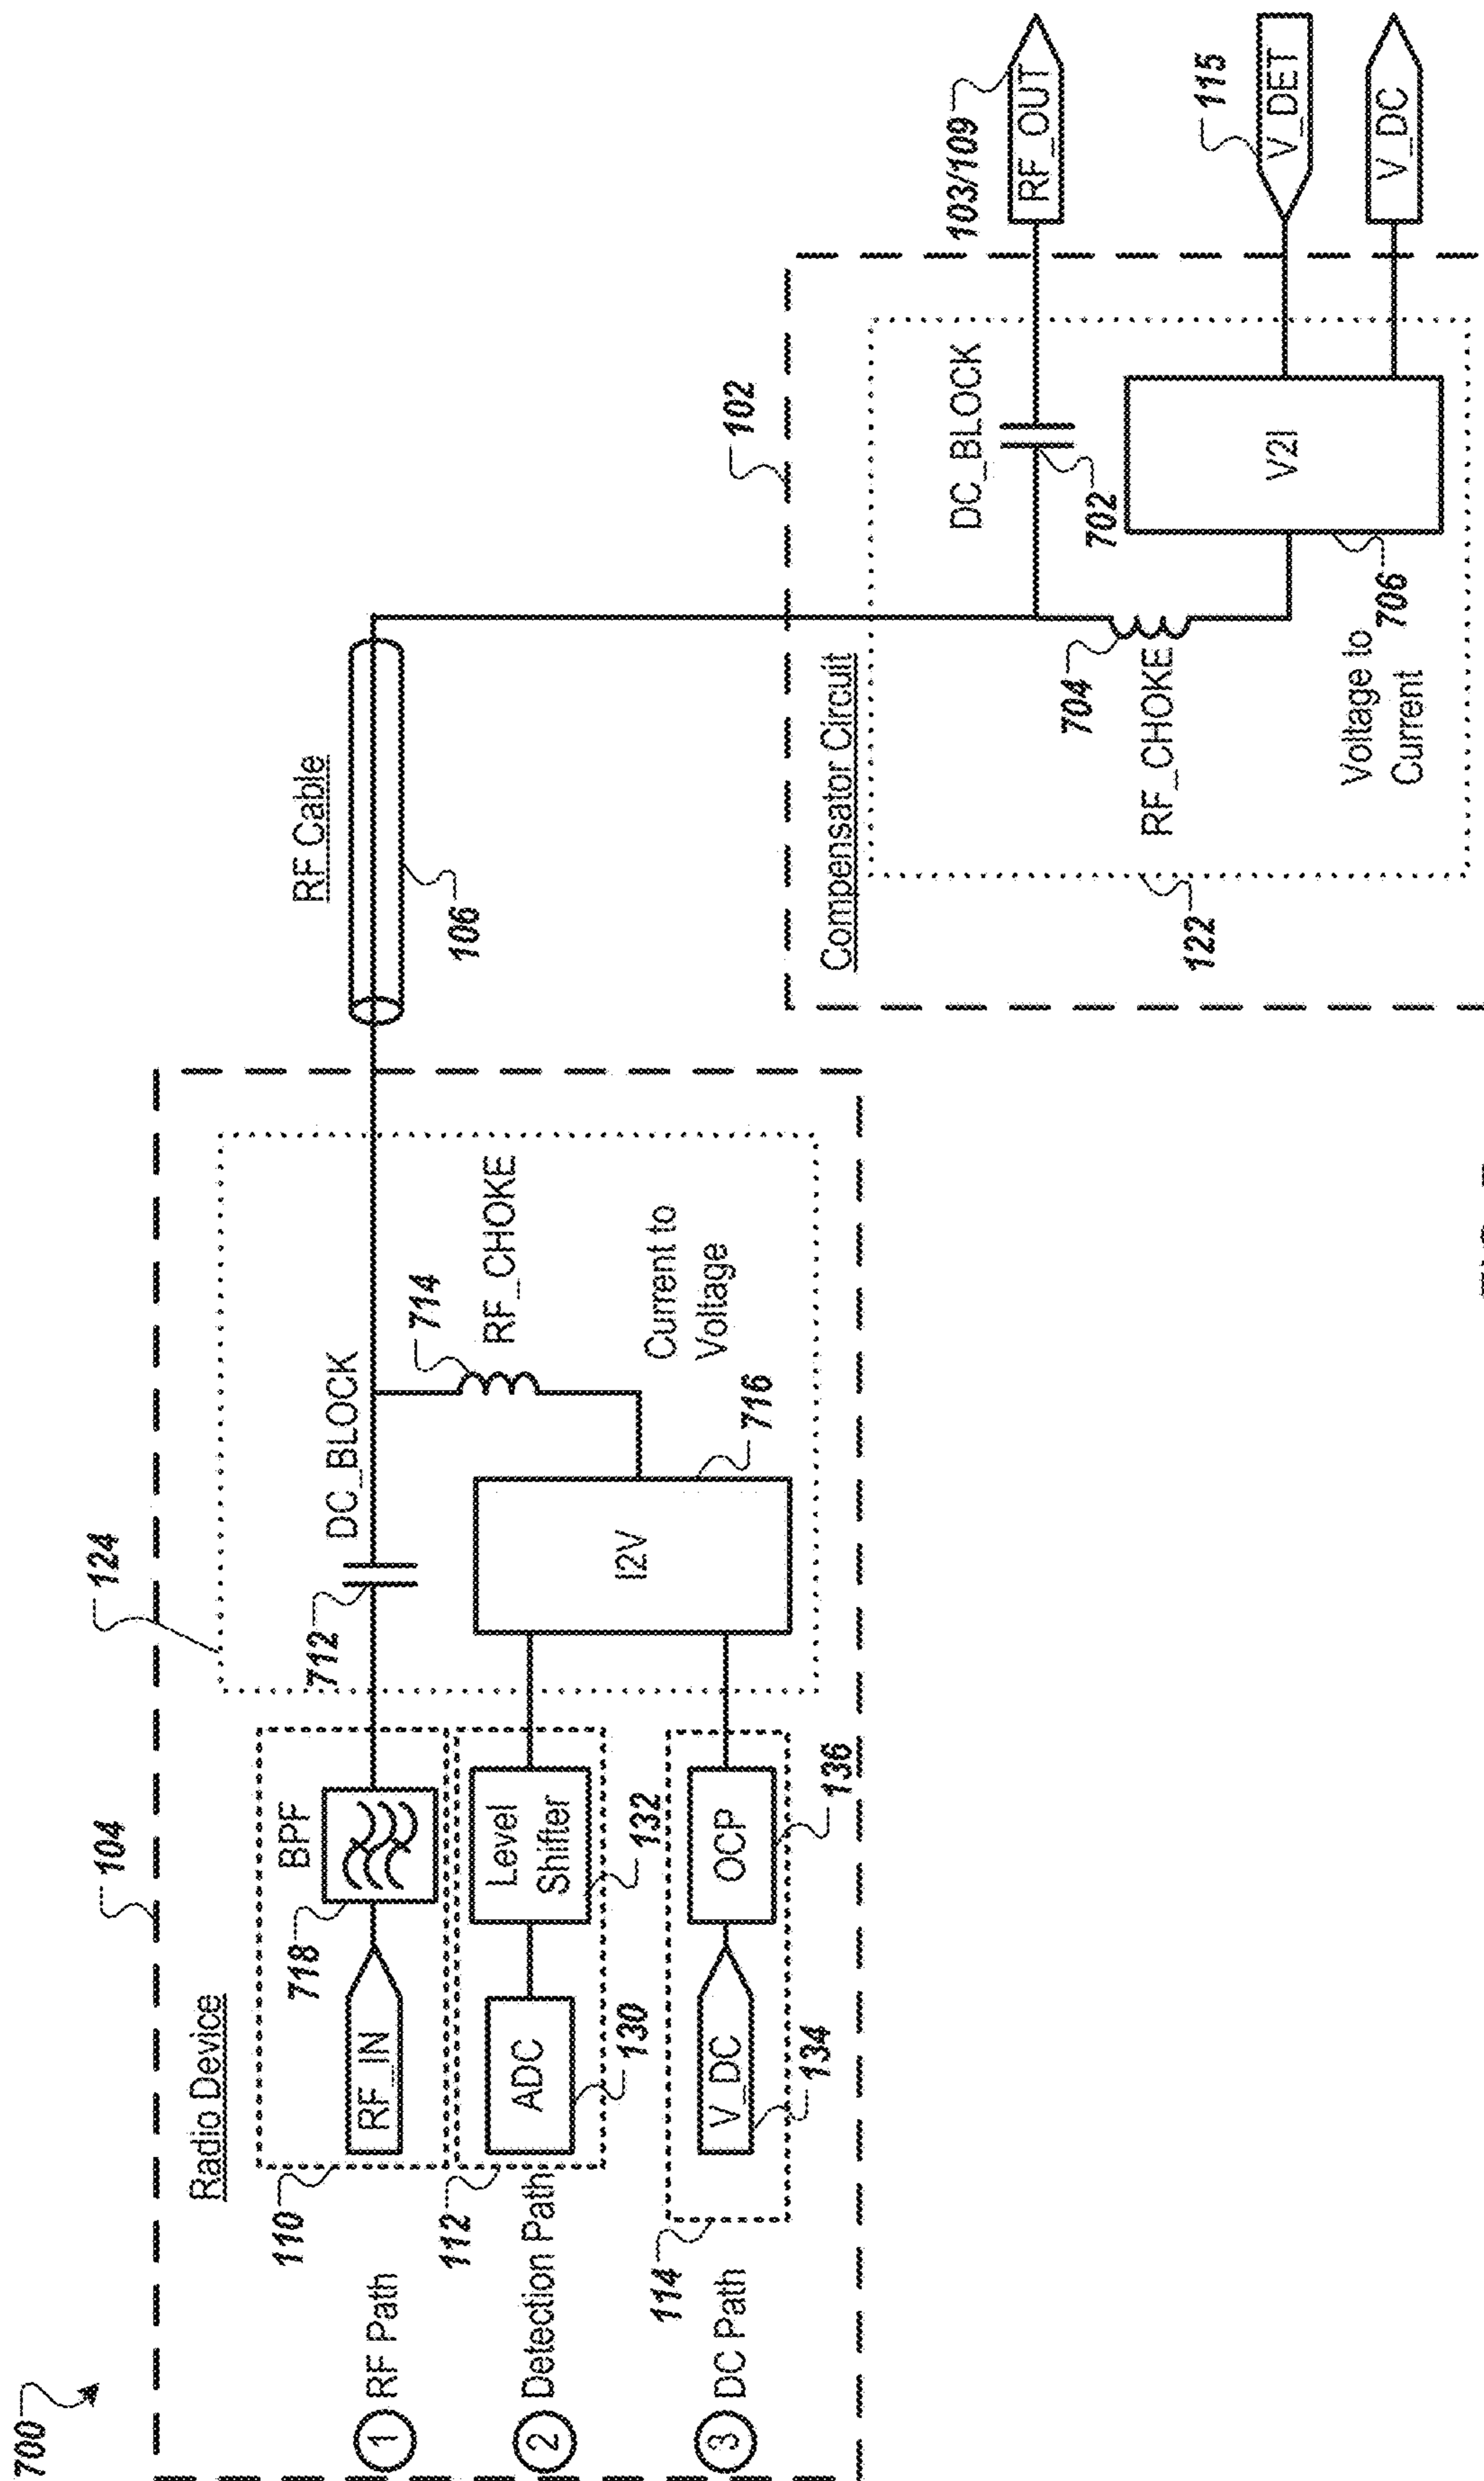 700
104
124
Radio Device
110
718
BPF
RF_IN
712
DC_BLOCK
714
RF_CHOKE
1
RF Path
112
ADC
130
Level
Shifter
132
I2V
716
Current to
Voltage
2
Detection Path
114
V_DC
134
OCP
136
3
DC Path
RF Cable
106
102
Compensator Circuit
122
DC_BLOCK
702
704
RF_CHOKE
V2I
706
Voltage to
Current
103/109
RF_OUT
115
V_DET
V_DC